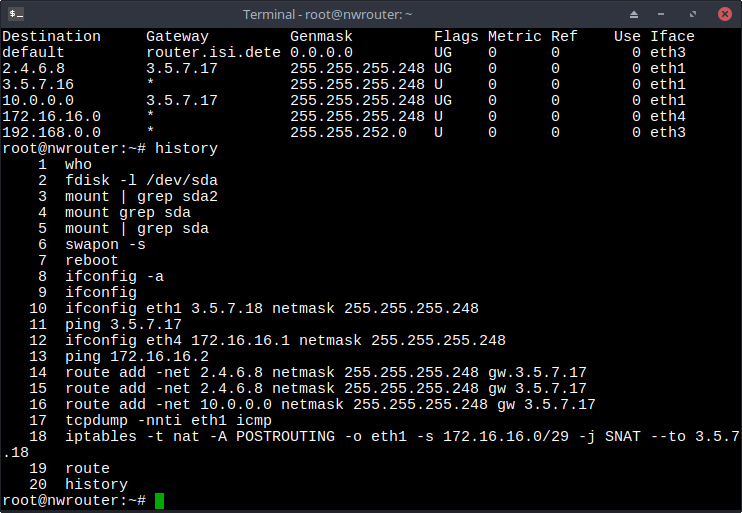 Terminal - root@nwrouter: ~
Destination     Gateway         Genmask         Flags Metric Ref    Use Iface
default         router.isi.dete 0.0.0.0         UG    0      0        0 eth3
2.4.6.8         3.5.7.17        255.255.255.248 UG    0      0        0 eth1
3.5.7.16        *               255.255.255.248 U     0      0        0 eth1
10.0.0.0        3.5.7.17        255.255.255.248 UG    0      0        0 eth1
172.16.16.0     *               255.255.255.248 U     0      0        0 eth4
192.168.0.0     *               255.255.252.0   U     0      0        0 eth3
root@nwrouter:~# history
    1  who
    2  fdisk -l /dev/sda
    3  mount | grep sda2
    4  mount grep sda
    5  mount | grep sda
    6  swapon -s
    7  reboot
    8  ifconfig -a
    9  ifconfig
   10  ifconfig eth1 3.5.7.18 netmask 255.255.255.248
   11  ping 3.5.7.17
   12  ifconfig eth4 172.16.16.1 netmask 255.255.255.248
   13  ping 172.16.16.2
   14  route add -net 2.4.6.8 netmask 255.255.255.248 gw.3.5.7.17
   15  route add -net 2.4.6.8 netmask 255.255.255.248 gw 3.5.7.17
   16  route add -net 10.0.0.0 netmask 255.255.255.248 gw 3.5.7.17
   17  tcpdump -nnti eth1 icmp
   18  iptables -t nat -A POSTROUTING -o eth1 -s 172.16.16.0/29 -j SNAT --to 3.5.7
.18
   19  route
   20  history
root@nwrouter:~#